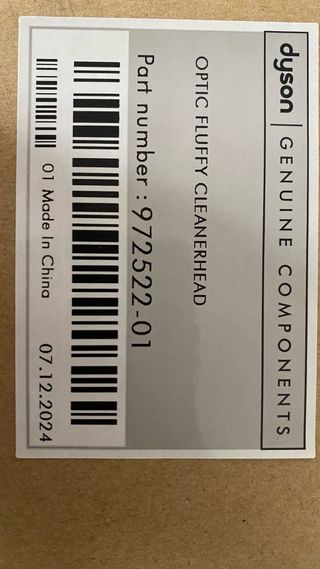 dyson | GENUINE COMPONENTS
OPTIC FLUFFY CLEANERHEAD
Part number : 972522-01
01 Made In China 07.12.2024